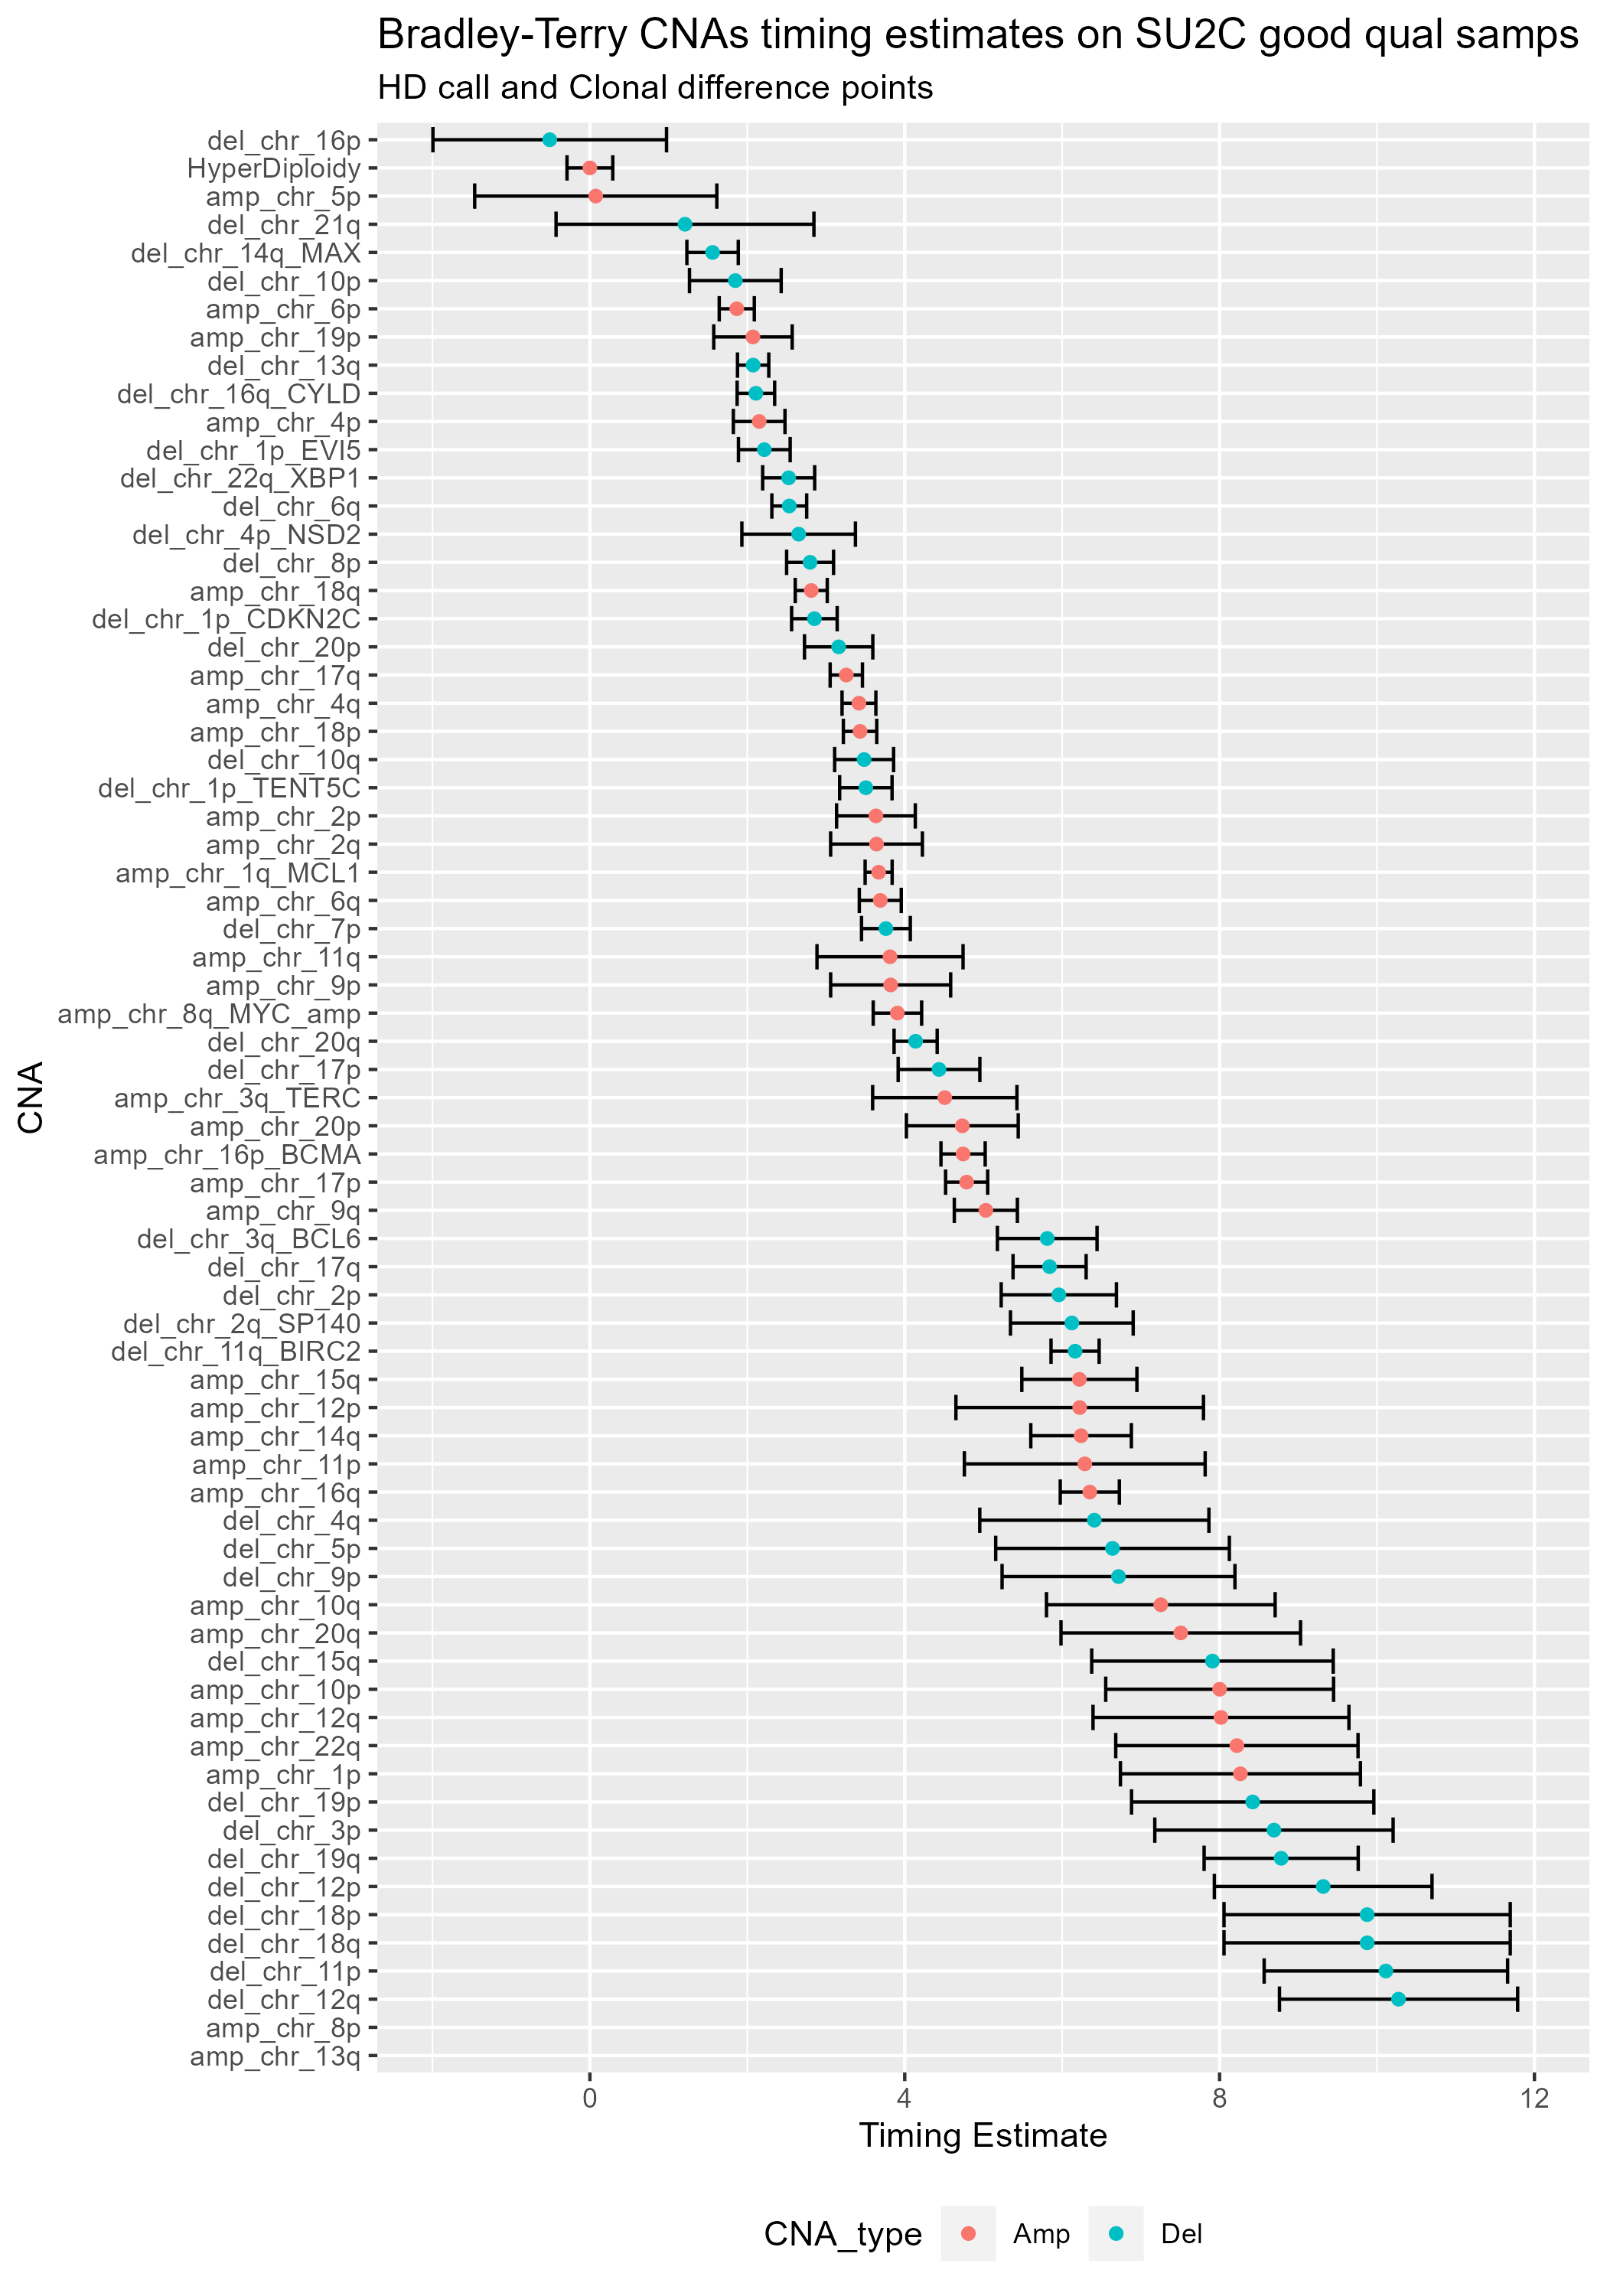 Bradley-Terry CNAs timing estimates on SU2C good qual samps
HD call and Clonal difference points
del_chr_16p
HyperDiploidy
amp_chr_5p
del_chr_21q
del_chr_14q_MAX
del_chr_10p
amp_chr_6p
amp_chr_19p
del_chr_13q
del_chr_16q_CYLD
amp_chr_4p
del_chr_1p_EVI5
del_chr_22q_XBP1
del_chr_6q
del_chr_4p_NSD2
del_chr_8p
amp_chr_18q
del_chr_1p_CDKN2C
del_chr_20p
amp_chr_17q
amp_chr_4q
amp_chr_18p
del_chr_10q
del_chr_1p_TENT5C
amp_chr_2p
amp_chr_2q
amp_chr_1q_MCL1
amp_chr_6q
del_chr_7p
amp_chr_11q
amp_chr_9p
amp_chr_8q_MYC_amp
del_chr_20q
del_chr_17p
amp_chr_3q_TERC
amp_chr_20p
amp_chr_16p_BCMA
amp_chr_17p
amp_chr_9q
del_chr_3q_BCL6
del_chr_17q
del_chr_2p
del_chr_2q_SP140
del_chr_11q_BIRC2
amp_chr_15q
amp_chr_12p
amp_chr_14q
amp_chr_11p
amp_chr_16q
del_chr_4q
del_chr_5p
del_chr_9p
amp_chr_10q
amp_chr_20q
del_chr_15q
amp_chr_10p
amp_chr_12q
amp_chr_22q
amp_chr_1p
del_chr_19p
del_chr_3p
del_chr_19q
del_chr_12p
del_chr_18p
del_chr_18q
del_chr_11p
del_chr_12q
amp_chr_8p
amp_chr_13q
CNA
0 4 8 12
Timing Estimate
CNA_type Amp Del